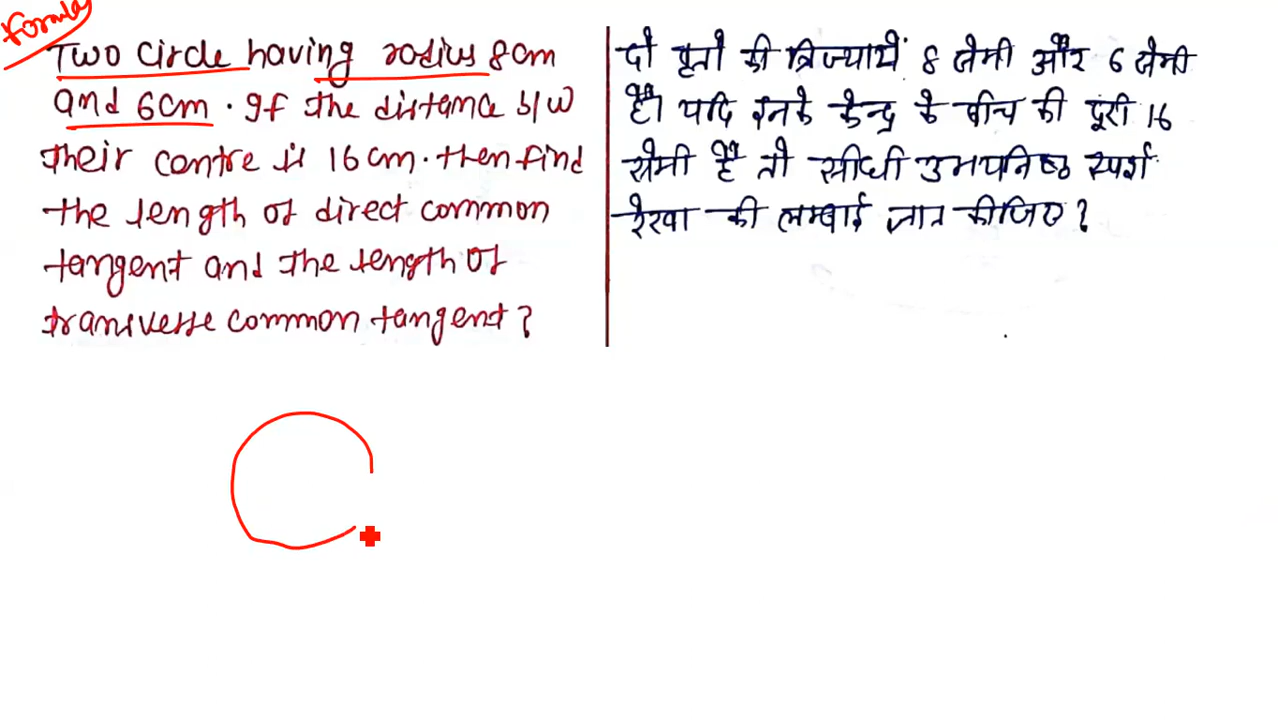 Formula
Two Circle having radius 8cm
and 6cm. If the distance b/w
their centre is 16cm. then find
the length of direct common
tangent and the length of
transverse common tangent?
दो वृतो की त्रिज्यायें 8 सेमी और 6 सेमी
है। यदि इनके केन्द्र के बीच की दूरी 16
सेमी है तो सीधी उभयनिष्ठ स्पर्श
रेखा की लम्बाई ज्ञात कीजिए?